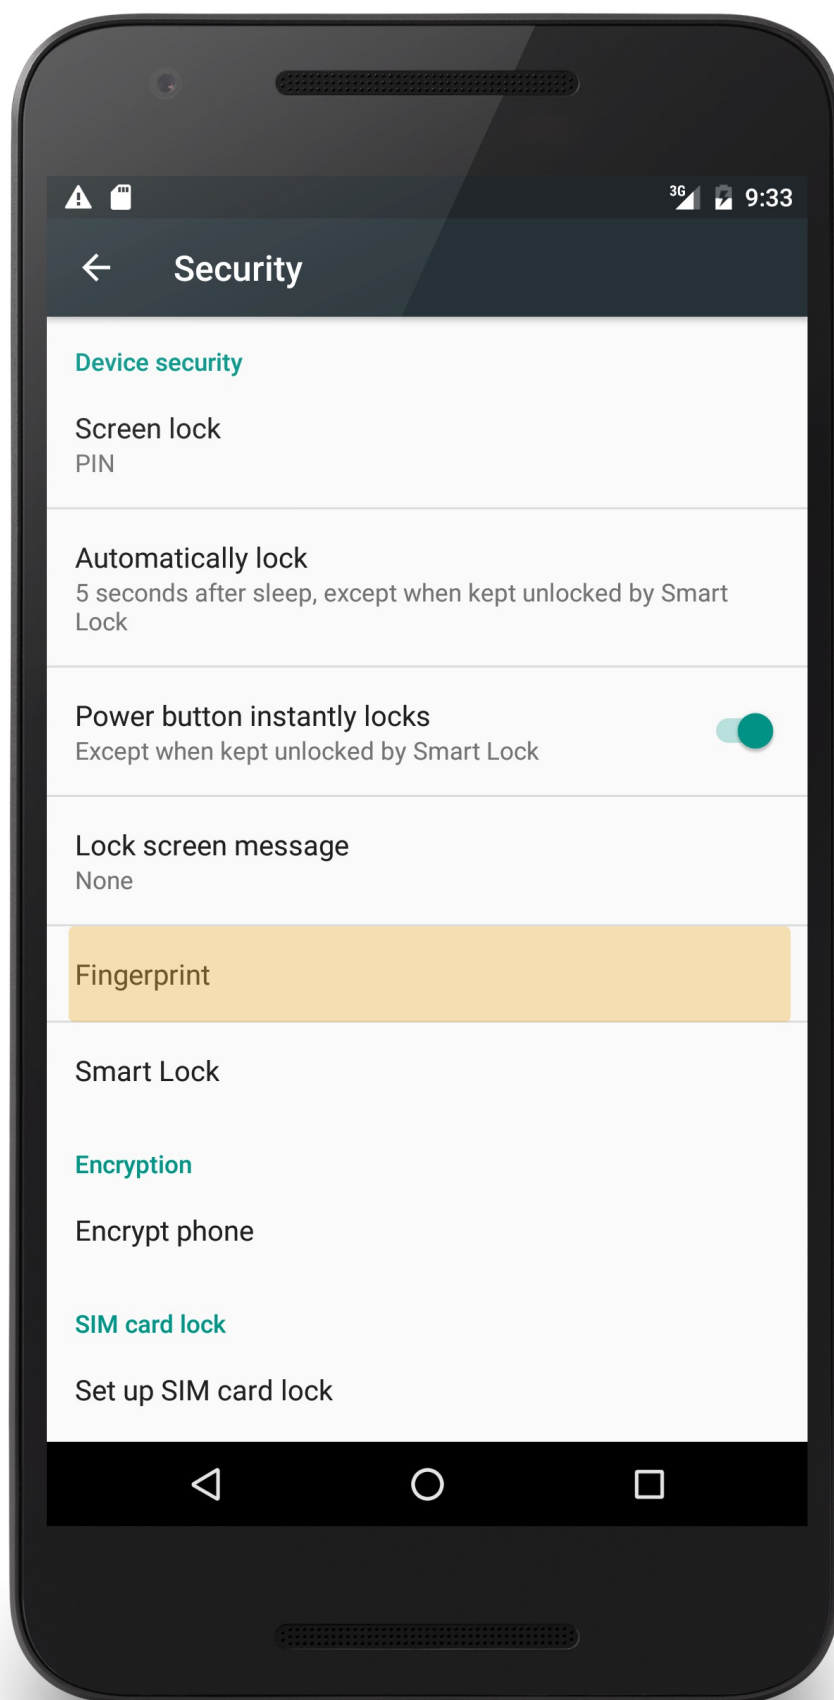 3G 9:33
Security
Device security
Screen lock
PIN
Automatically lock
5 seconds after sleep, except when kept unlocked by Smart
Lock
Power button instantly locks
Except when kept unlocked by Smart Lock
Lock screen message
None
Fingerprint
Smart Lock
Encryption
Encrypt phone
SIM card lock
Set up SIM card lock